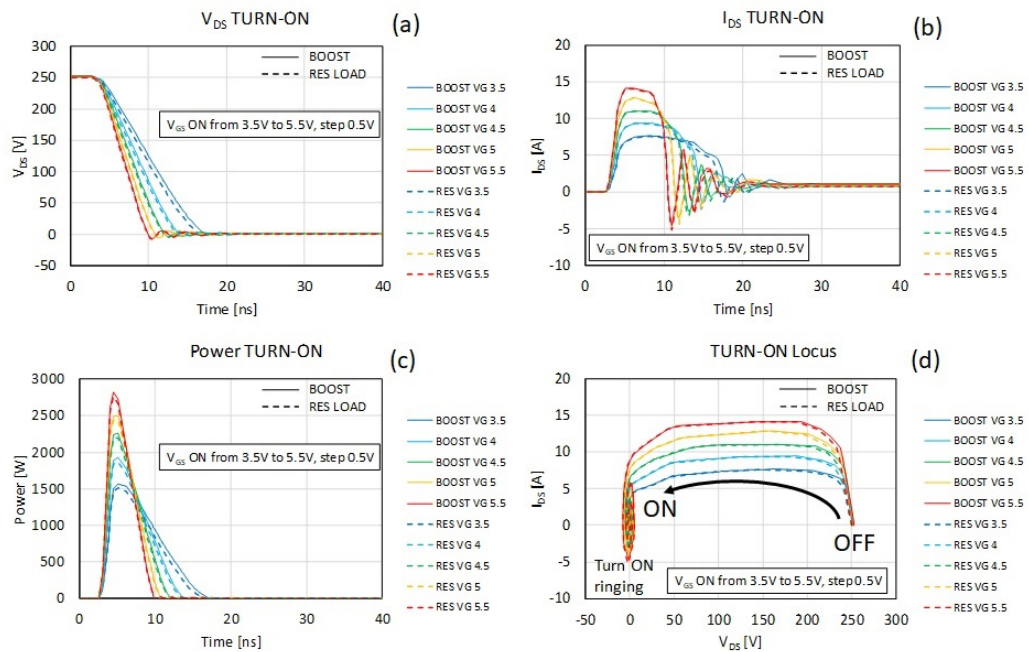 V_DS TURN-ON
(a)
300
250
200
150
100
50
0
-50
V_DS [V]
0 10 20 30 40
Time [ns]
BOOST
RES LOAD
V_GS ON from 3.5V to 5.5V, step 0.5V
BOOST VG 3.5
BOOST VG 4
BOOST VG 4.5
BOOST VG 5
BOOST VG 5.5
RES VG 3.5
RES VG 4
RES VG 4.5
RES VG 5
RES VG 5.5
I_DS TURN-ON
(b)
20
15
10
5
0
-5
-10
I_DS [A]
0 10 20 30 40
Time [ns]
BOOST
RES LOAD
V_GS ON from 3.5V to 5.5V, step 0.5V
BOOST VG 3.5
BOOST VG 4
BOOST VG 4.5
BOOST VG 5
BOOST VG 5.5
RES VG 3.5
RES VG 4
RES VG 4.5
RES VG 5
RES VG 5.5
Power TURN-ON
(c)
3000
2500
2000
1500
1000
500
0
Power [W]
0 10 20 30 40
Time [ns]
BOOST
RES LOAD
V_GS ON from 3.5V to 5.5V, step 0.5V
BOOST VG 3.5
BOOST VG 4
BOOST VG 4.5
BOOST VG 5
BOOST VG 5.5
RES VG 3.5
RES VG 4
RES VG 4.5
RES VG 5
RES VG 5.5
TURN-ON Locus
(d)
20
15
10
5
0
-5
-10
I_DS [A]
-50 0 50 100 150 200 250 300
V_DS [V]
BOOST
RES LOAD
ON
OFF
Turn ON
ringing
V_GS ON from 3.5V to 5.5V, step 0.5V
BOOST VG 3.5
BOOST VG 4
BOOST VG 4.5
BOOST VG 5
BOOST VG 5.5
RES VG 3.5
RES VG 4
RES VG 4.5
RES VG 5
RES VG 5.5